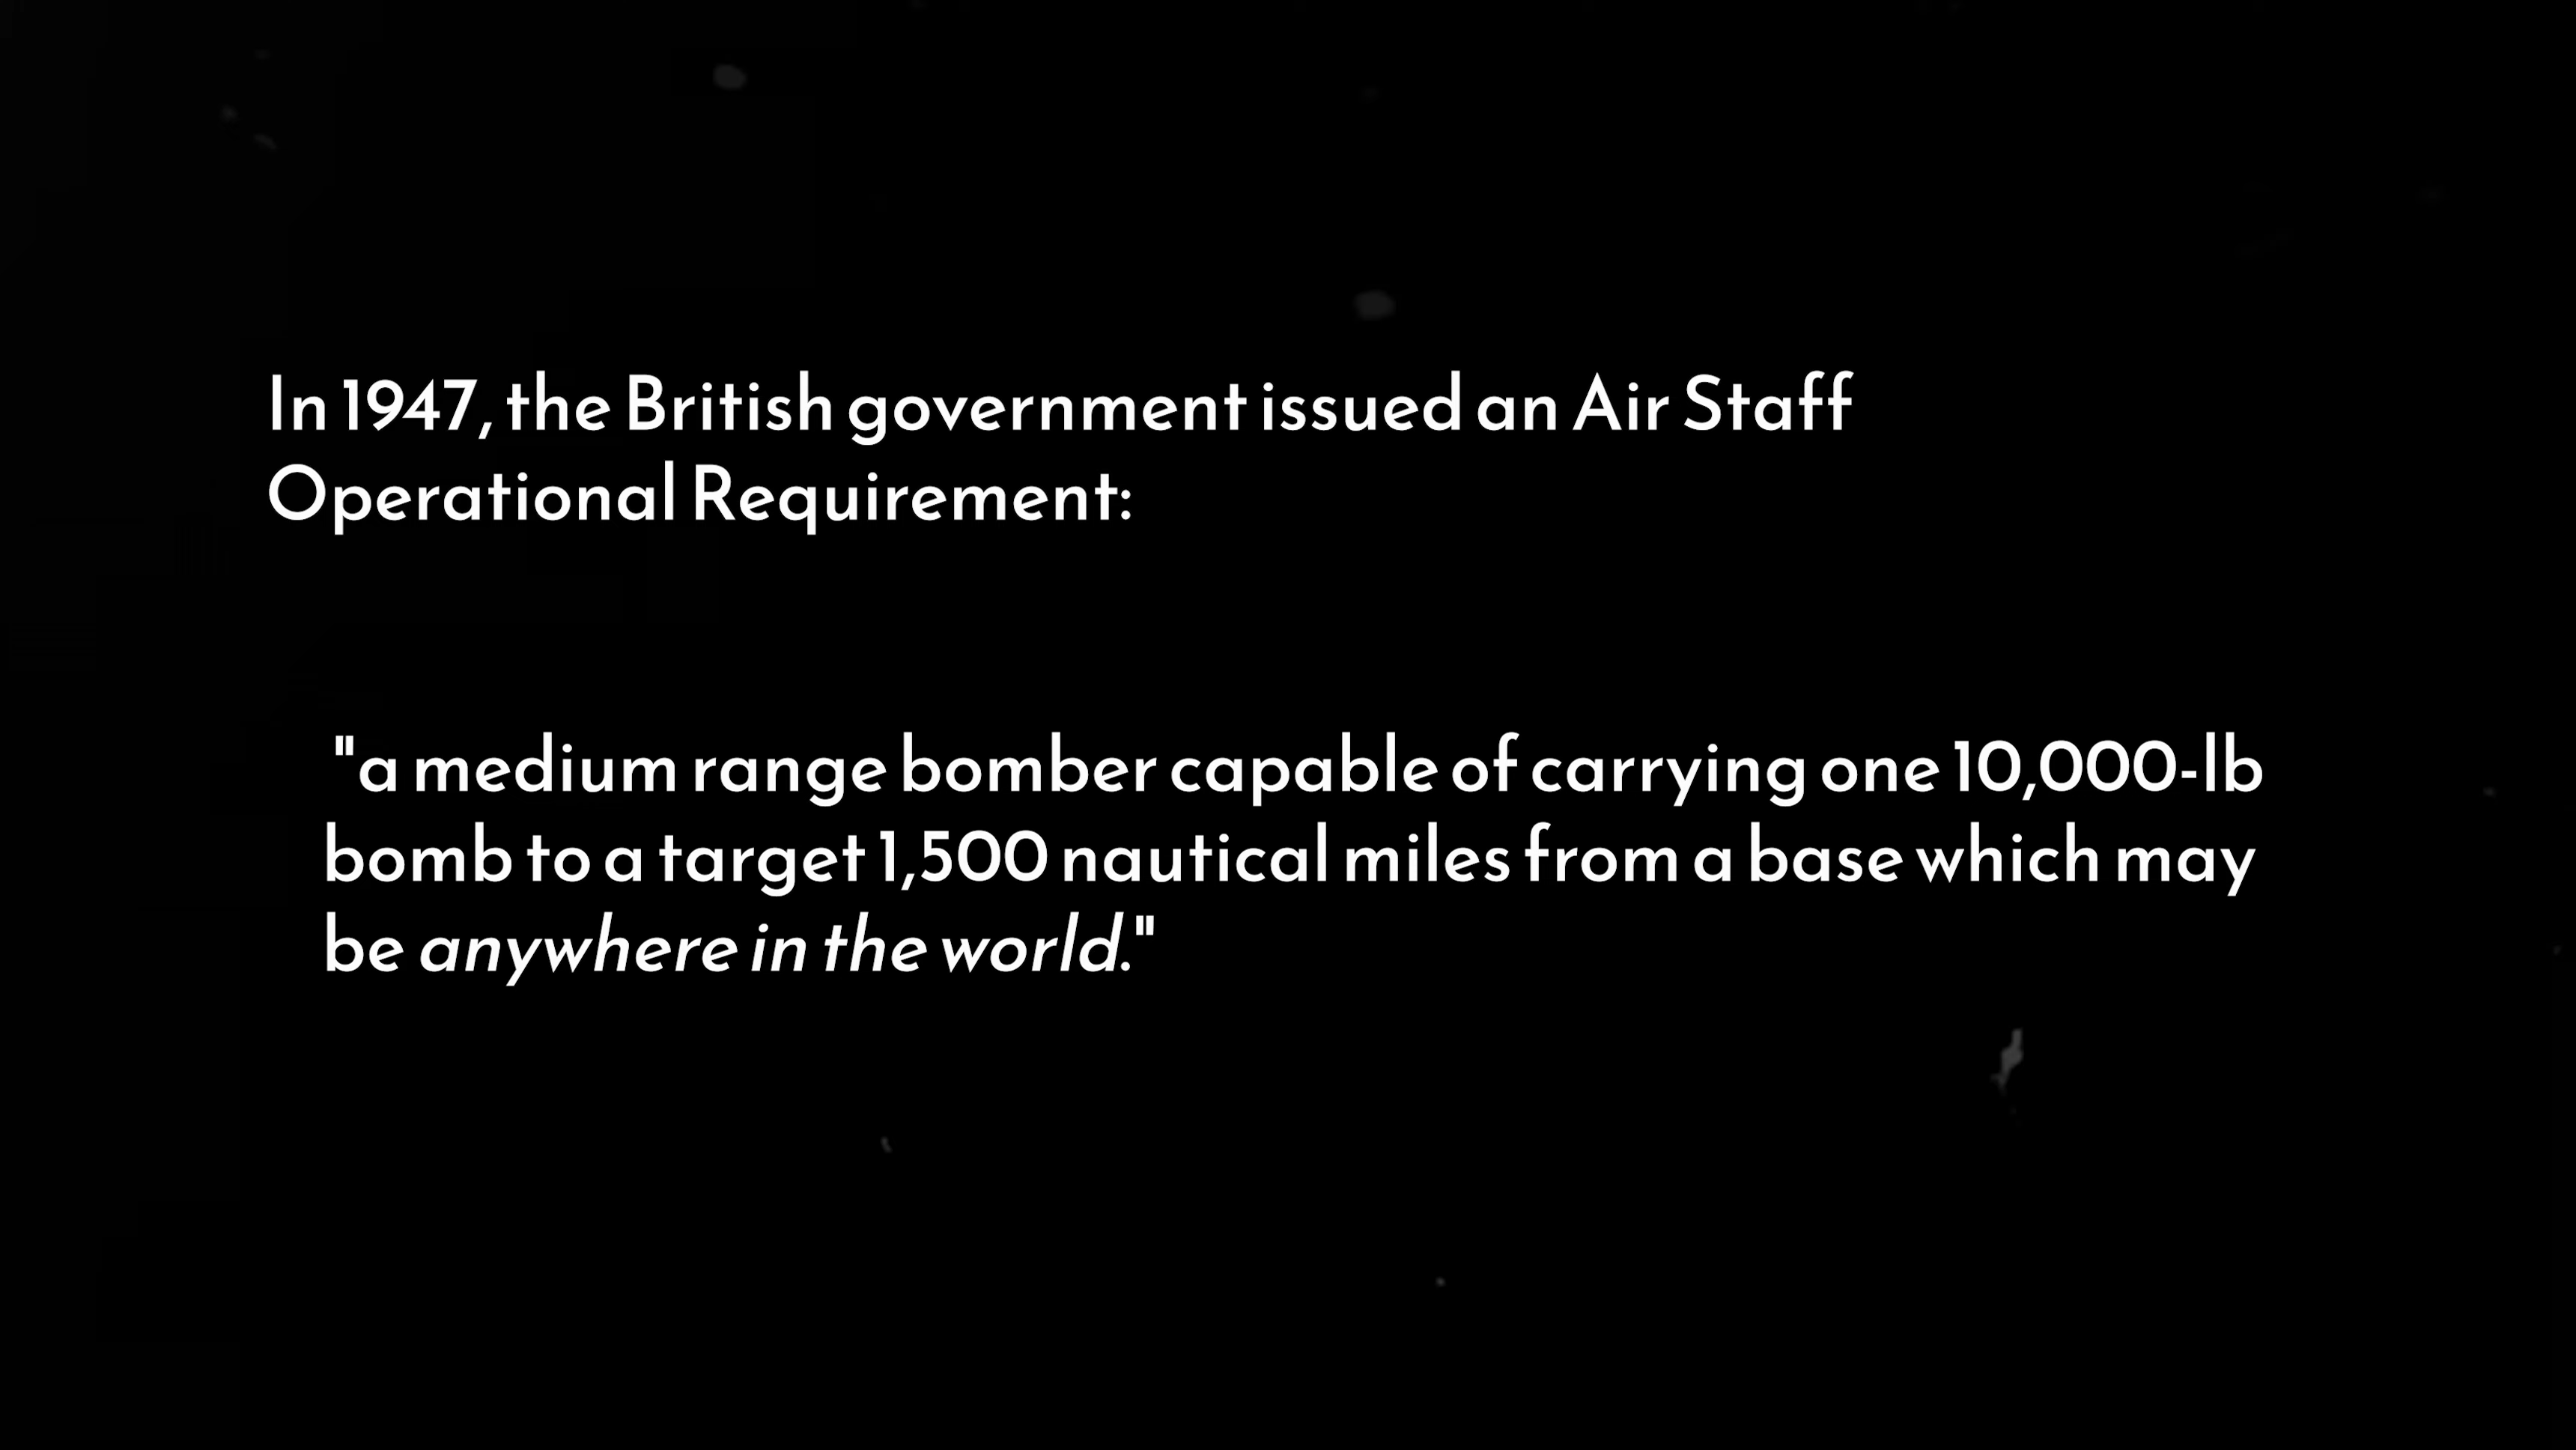 In 1947, the British government issued an Air Staff
Operational Requirement:
"a medium range bomber capable of carrying one 10,000-lb
bomb to a target 1,500 nautical miles from a base which may
be anywhere in the world."